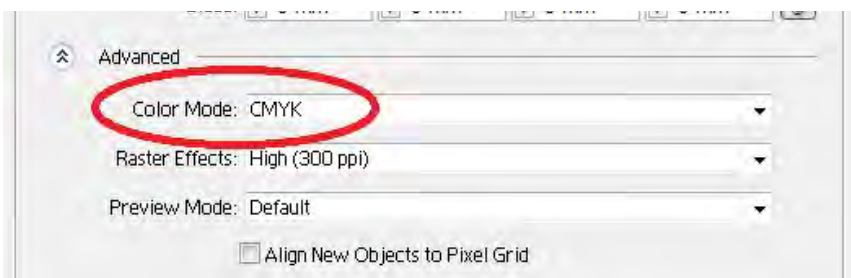 Advanced
Color Mode: CMYK
Raster Effects: High (300 ppi)
Preview Mode: Default
Align New Objects to Pixel Grid